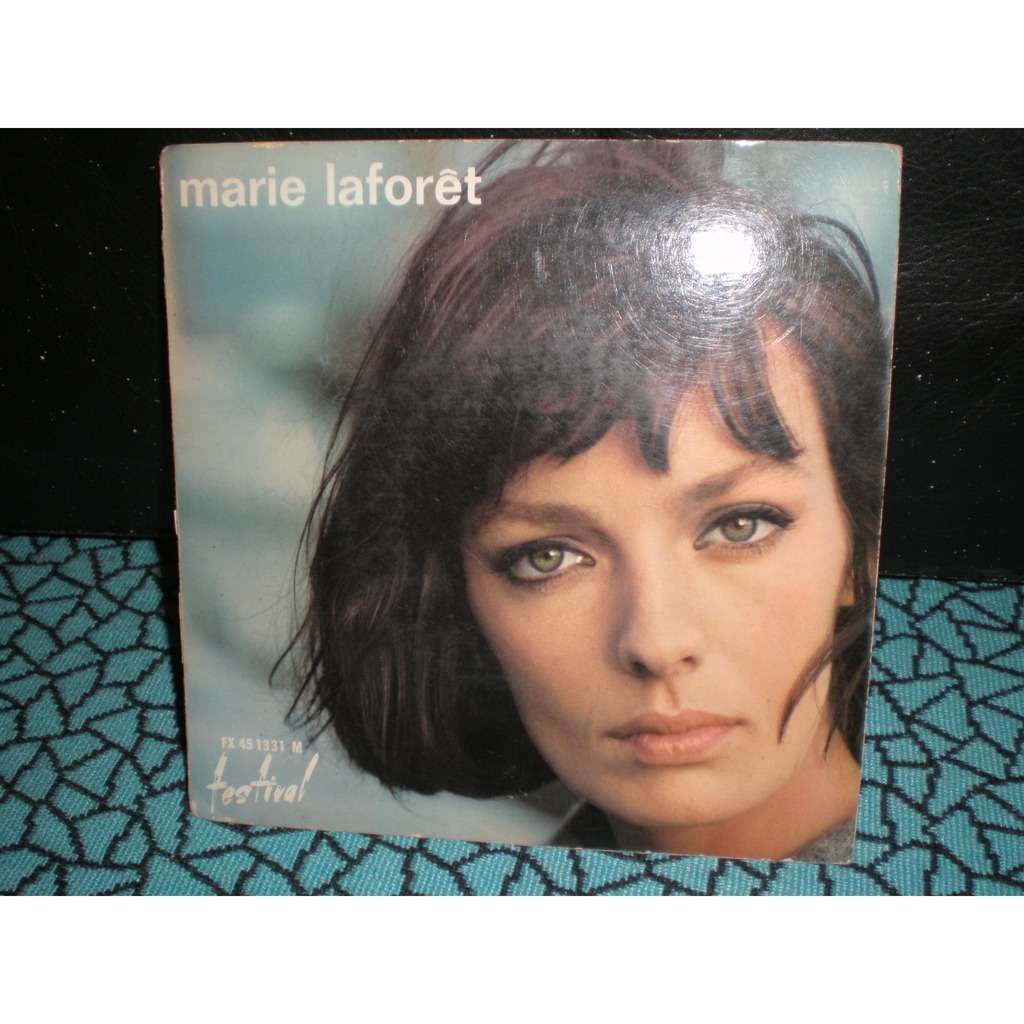 marie laforêt
FX 45 1331 M
festival